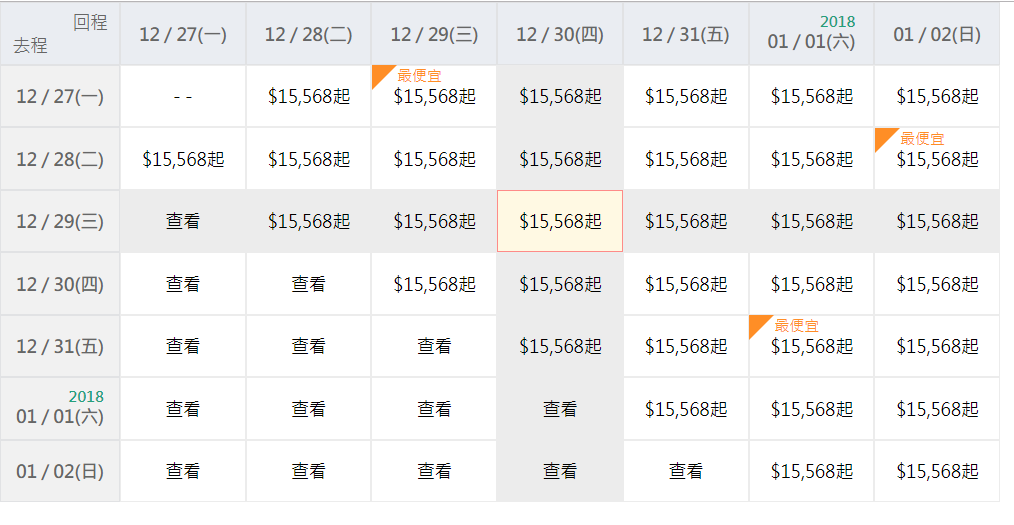 回程
去程
12 / 27(一) 12 / 28(二) 12 / 29(三) 12 / 30(四) 12 / 31(五) 2018 01 / 01(六) 01 / 02(日)
12 / 27(一) - - $15,568起 最便宜 $15,568起 $15,568起 $15,568起 $15,568起 $15,568起
12 / 28(二) $15,568起 $15,568起 $15,568起 $15,568起 $15,568起 $15,568起 最便宜 $15,568起
12 / 29(三) 查看 $15,568起 $15,568起 $15,568起 $15,568起 $15,568起 $15,568起
12 / 30(四) 查看 查看 $15,568起 $15,568起 $15,568起 $15,568起 $15,568起
12 / 31(五) 查看 查看 查看 $15,568起 $15,568起 最便宜 $15,568起 $15,568起
2018
01 / 01(六) 查看 查看 查看 查看 $15,568起 $15,568起 $15,568起
01 / 02(日) 查看 查看 查看 查看 查看 $15,568起 $15,568起